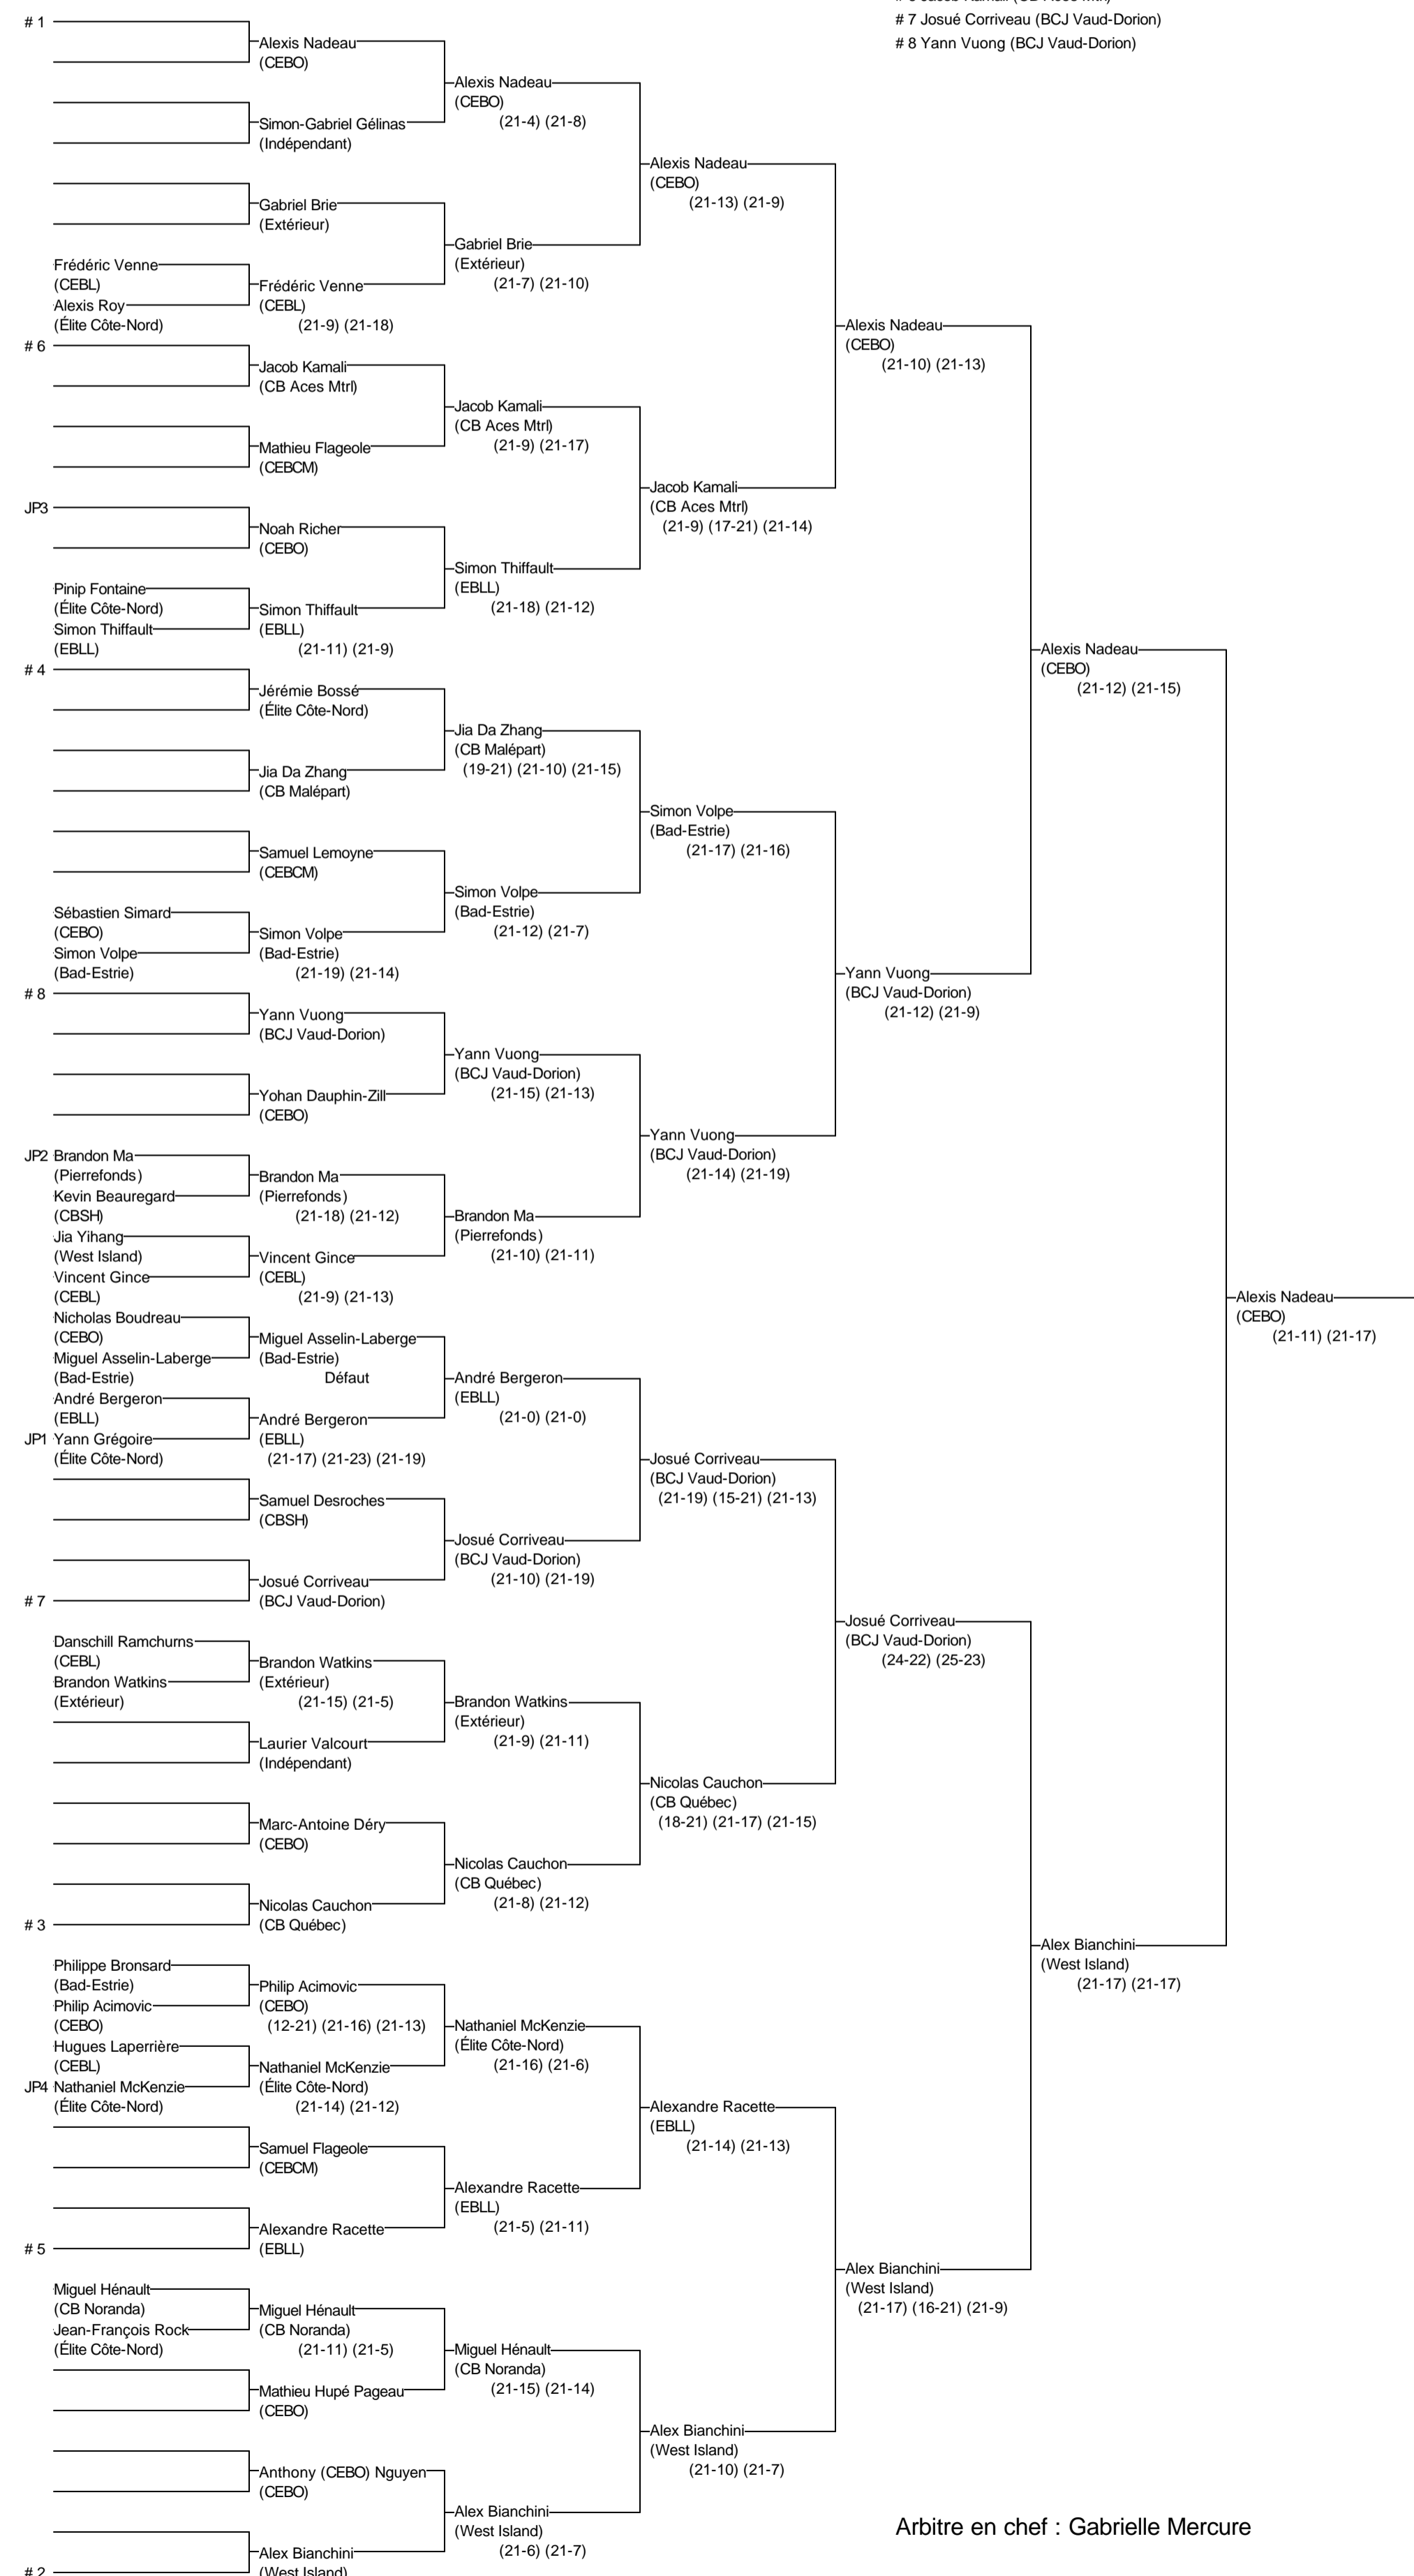 # 7 Josué Corriveau (BCJ Vaud-Dorion)
# 8 Yann Vuong (BCJ Vaud-Dorion)
# 1
Alexis Nadeau
(CEBO)
Simon-Gabriel Gélinas
(Indépendant)
Gabriel Brie
(Extérieur)
Frédéric Venne
(CEBL)
Alexis Roy
(Élite Côte-Nord)
Frédéric Venne
(CEBL)
(21-9) (21-18)
# 6
Jacob Kamali
(CB Aces Mtrl)
Mathieu Flageole
(CEBCM)
JP3
Noah Richer
(CEBO)
Pinip Fontaine
(Élite Côte-Nord)
Simon Thiffault
(EBLL)
Simon Thiffault
(EBLL)
(21-11) (21-9)
# 4
Jérémie Bossé
(Élite Côte-Nord)
Jia Da Zhang
(CB Malépart)
Samuel Lemoyne
(CEBCM)
Sébastien Simard
(CEBO)
Simon Volpe
(Bad-Estrie)
Simon Volpe
(Bad-Estrie)
(21-19) (21-14)
# 8
Yann Vuong
(BCJ Vaud-Dorion)
Yohan Dauphin-Zill
(CEBO)
JP2 Brandon Ma
(Pierrefonds)
Kevin Beauregard
(CBSH)
Brandon Ma
(Pierrefonds)
(21-18) (21-12)
Jia Yihang
(West Island)
Vincent Gince
(CEBL)
Vincent Gince
(CEBL)
(21-9) (21-13)
Nicholas Boudreau
(CEBO)
Miguel Asselin-Laberge
(Bad-Estrie)
Miguel Asselin-Laberge
(Bad-Estrie)
Défaut
André Bergeron
(EBLL)
JP1 Yann Grégoire
(Élite Côte-Nord)
André Bergeron
(EBLL)
(21-17) (21-23) (21-19)
Samuel Desroches
(CBSH)
Josué Corriveau
(BCJ Vaud-Dorion)
# 7
Danschill Ramchurns
(CEBL)
Brandon Watkins
(Extérieur)
Brandon Watkins
(Extérieur)
(21-15) (21-5)
Laurier Valcourt
(Indépendant)
Marc-Antoine Déry
(CEBO)
Nicolas Cauchon
(CB Québec)
# 3
Philippe Bronsard
(Bad-Estrie)
Philip Acimovic
(CEBO)
Philip Acimovic
(CEBO)
(12-21) (21-16) (21-13)
Hugues Laperrière
(CEBL)
JP4 Nathaniel McKenzie
(Élite Côte-Nord)
Nathaniel McKenzie
(Élite Côte-Nord)
(21-14) (21-12)
Samuel Flageole
(CEBCM)
Alexandre Racette
(EBLL)
# 5
Miguel Hénault
(CB Noranda)
Jean-François Rock
(Élite Côte-Nord)
Miguel Hénault
(CB Noranda)
(21-11) (21-5)
Mathieu Hupé Pageau
(CEBO)
Anthony (CEBO) Nguyen
(CEBO)
Alex Bianchini
(West Island)
# 2
Alexis Nadeau
(CEBO)
(21-4) (21-8)
Gabriel Brie
(Extérieur)
(21-7) (21-10)
Jacob Kamali
(CB Aces Mtrl)
(21-9) (21-17)
Simon Thiffault
(EBLL)
(21-18) (21-12)
Jia Da Zhang
(CB Malépart)
(19-21) (21-10) (21-15)
Simon Volpe
(Bad-Estrie)
(21-12) (21-7)
Yann Vuong
(BCJ Vaud-Dorion)
(21-15) (21-13)
Brandon Ma
(Pierrefonds)
(21-10) (21-11)
André Bergeron
(EBLL)
(21-0) (21-0)
Josué Corriveau
(BCJ Vaud-Dorion)
(21-10) (21-19)
Brandon Watkins
(Extérieur)
(21-9) (21-11)
Nicolas Cauchon
(CB Québec)
(21-8) (21-12)
Nathaniel McKenzie
(Élite Côte-Nord)
(21-16) (21-6)
Alexandre Racette
(EBLL)
(21-5) (21-11)
Miguel Hénault
(CB Noranda)
(21-15) (21-14)
Alex Bianchini
(West Island)
(21-6) (21-7)
Alexis Nadeau
(CEBO)
(21-13) (21-9)
Jacob Kamali
(CB Aces Mtrl)
(21-9) (17-21) (21-14)
Simon Volpe
(Bad-Estrie)
(21-17) (21-16)
Yann Vuong
(BCJ Vaud-Dorion)
(21-14) (21-19)
Josué Corriveau
(BCJ Vaud-Dorion)
(21-19) (15-21) (21-13)
Nicolas Cauchon
(CB Québec)
(18-21) (21-17) (21-15)
Alexandre Racette
(EBLL)
(21-14) (21-13)
Alex Bianchini
(West Island)
(21-10) (21-7)
Alexis Nadeau
(CEBO)
(21-10) (21-13)
Yann Vuong
(BCJ Vaud-Dorion)
(21-12) (21-9)
Josué Corriveau
(BCJ Vaud-Dorion)
(24-22) (25-23)
Alex Bianchini
(West Island)
(21-17) (16-21) (21-9)
Alexis Nadeau
(CEBO)
(21-12) (21-15)
Alex Bianchini
(West Island)
(21-17) (21-17)
Alexis Nadeau
(CEBO)
(21-11) (21-17)
Arbitre en chef : Gabrielle Mercure